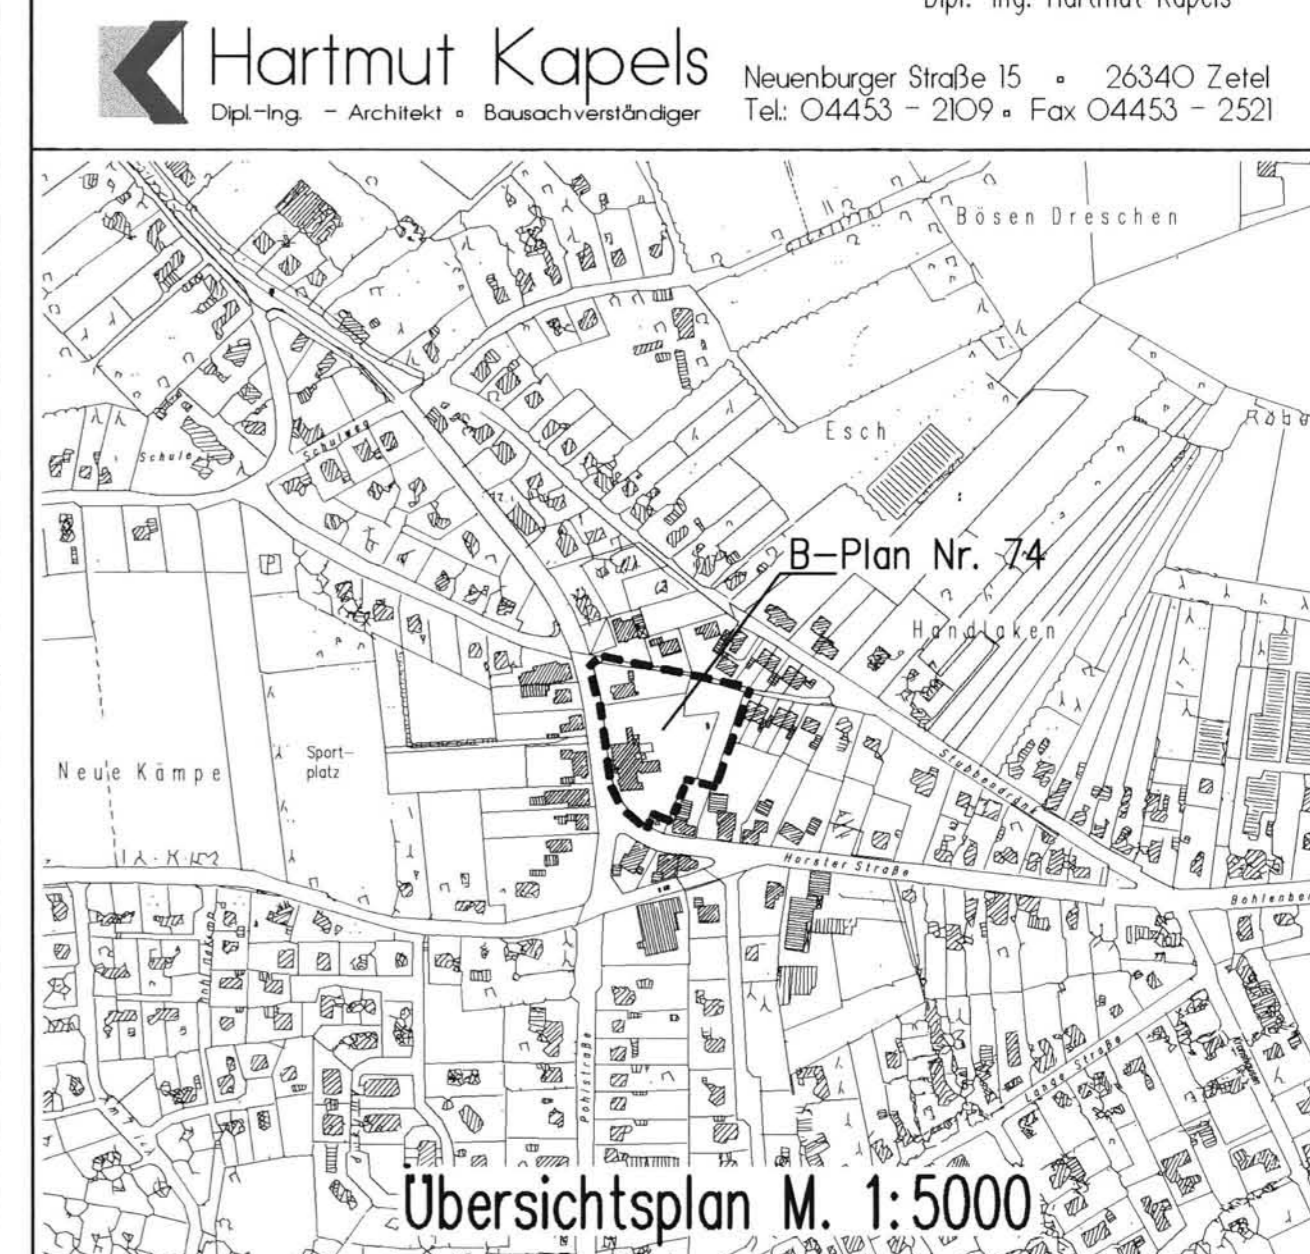 Dipl.-Ing. Hartmut Kapels
Hartmut Kapels
Dipl.-Ing. - Architekt ▫ Bausachverständiger
Neuenburger Straße 15 ▫ 26340 Zetel
Tel.: 04453 - 2109 ▫ Fax 04453 - 2521
Bösen Dreschen
Esch
Schulweg
Schule
B-Plan Nr. 74
Handlaken
P
Sport-
platz
Neue Kämpe
Stubbendränk
Horster Straße
Pohlstraße
Lange Straße
Übersichtsplan M. 1:5000